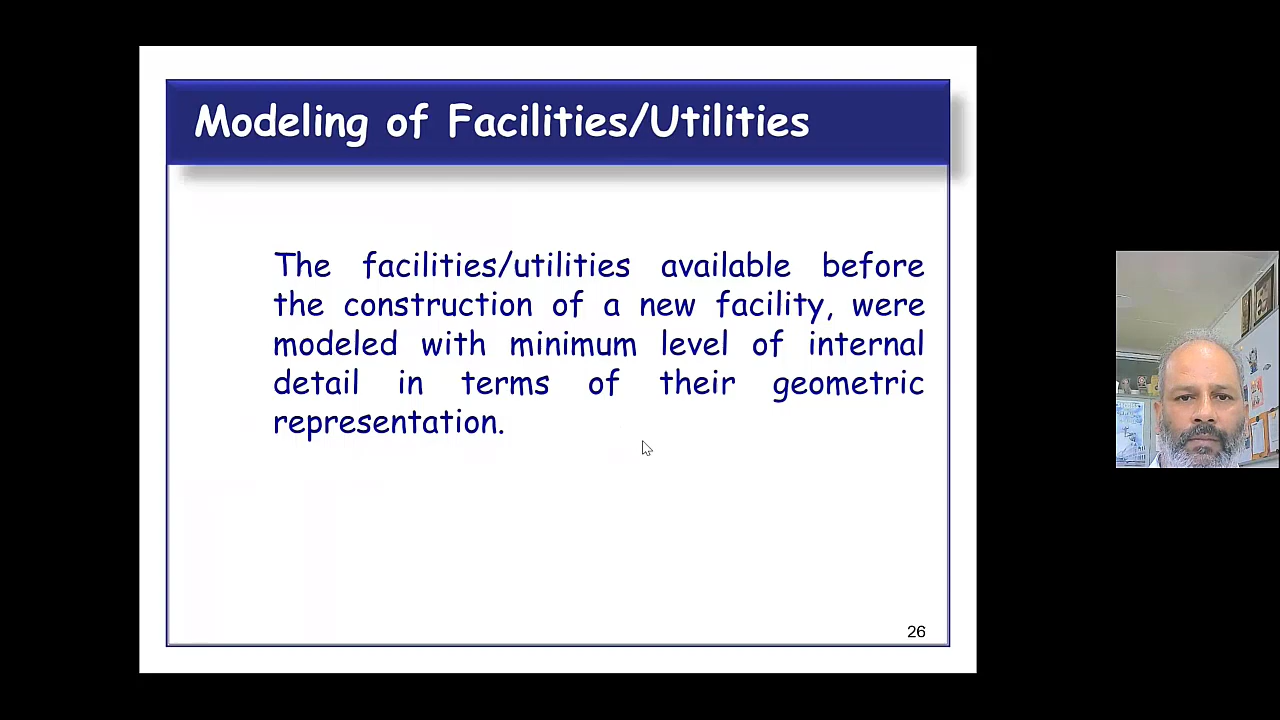 Modeling of Facilities/Utilities
The facilities/utilities available before
the construction of a new facility, were
modeled with minimum level of internal
detail in terms of their geometric
representation.
26